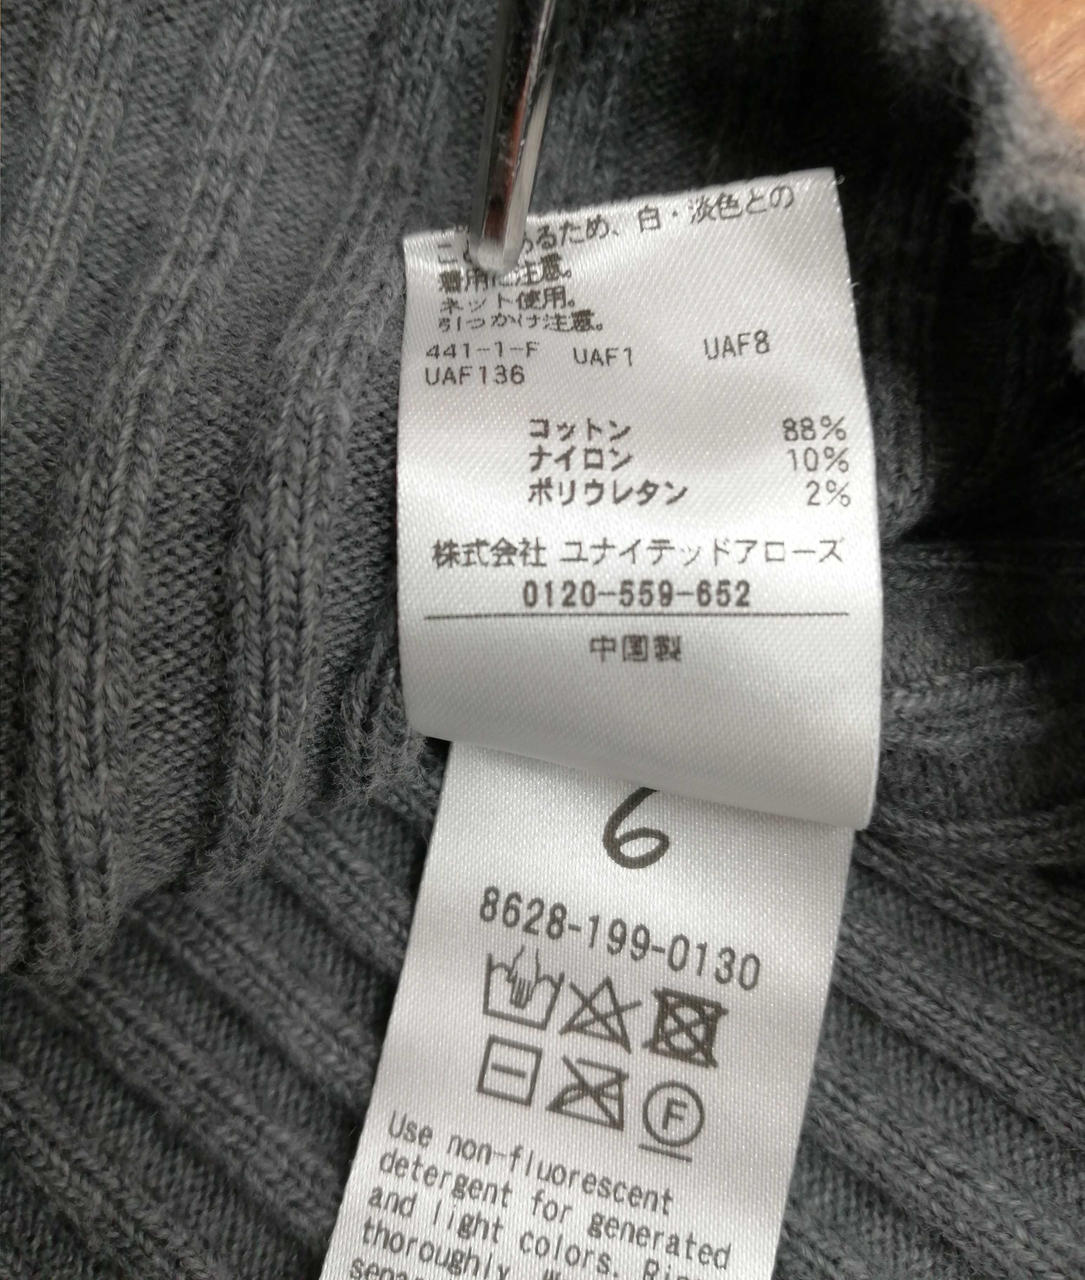 るため、白・淡色との
着用に注意。
ネット使用。
引っかけ注意。
441-1-F UAF1 UAF8
UAF136
コットン 88%
ナイロン 10%
ポリウレタン 2%
株式会社 ユナイテッドアローズ
0120-559-652
中国製
6
8628-199-0130
F
Use non-fluorescent
detergent for generated
and light colors.
thoroughly